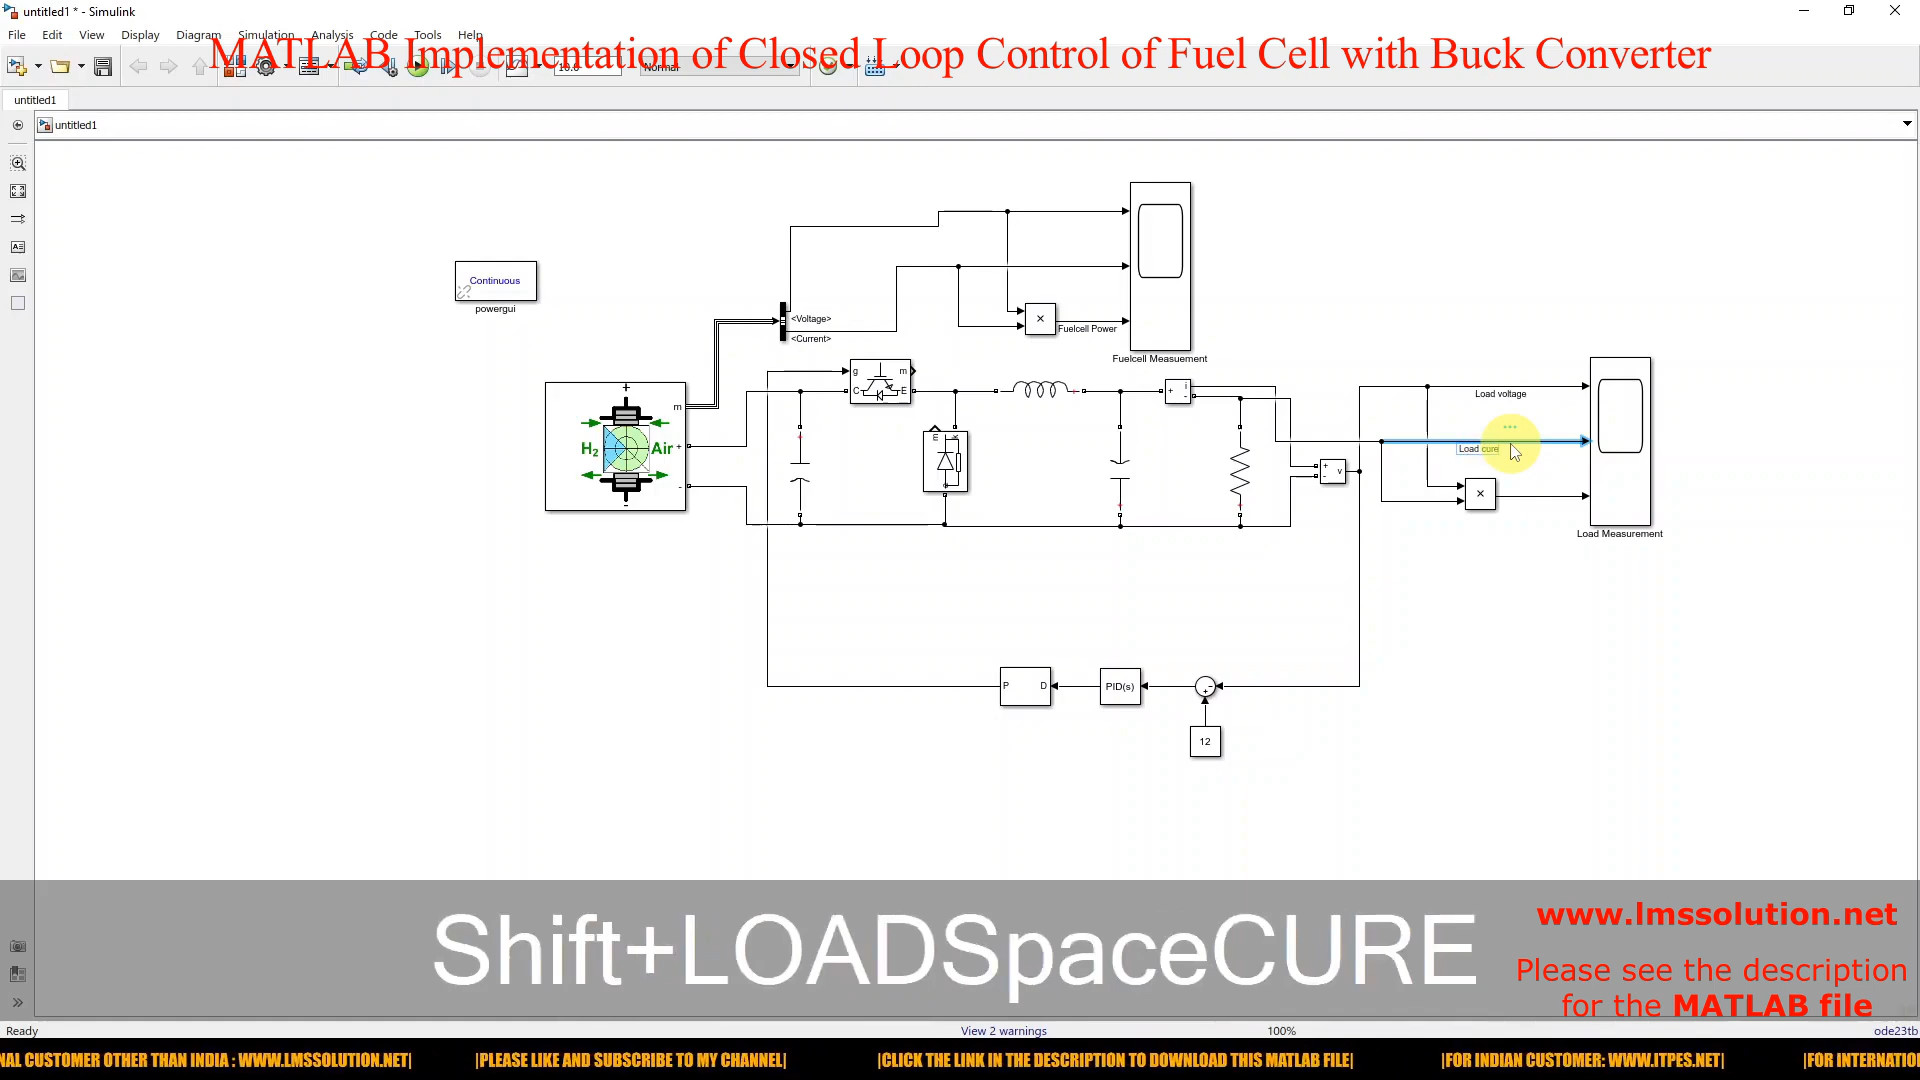 untitled1 * - Simulink
File Edit View Display Diagram Simulation Analysis Code Tools Help
MATLAB Implementation of Closed Loop Control of Fuel Cell with Buck Converter
10.0
Normal
untitled1
untitled1
Continuous
powergui
<Voltage>
<Current>
×
Fuelcell Power
Fuelcell Measuement
g
m
C
E
i
+
-
+
m
H2
Air
+
-
-
m
k
a
+
-
v
Load voltage
Load cure
×
Load Measurement
P
D
PID(s)
-
+
12
Shift+LOADSpaceCURE
www.lmssolution.net
Please see the description
for the MATLAB file
Ready
View 2 warnings
100%
ode23tb
NAL CUSTOMER OTHER THAN INDIA : WWW.LMSSOLUTION.NET| |PLEASE LIKE AND SUBSCRIBE TO MY CHANNEL| |CLICK THE LINK IN THE DESCRIPTION TO DOWNLOAD THIS MATLAB FILE| |FOR INDIAN CUSTOMER: WWW.ITPES.NET| |FOR INTERNATIO